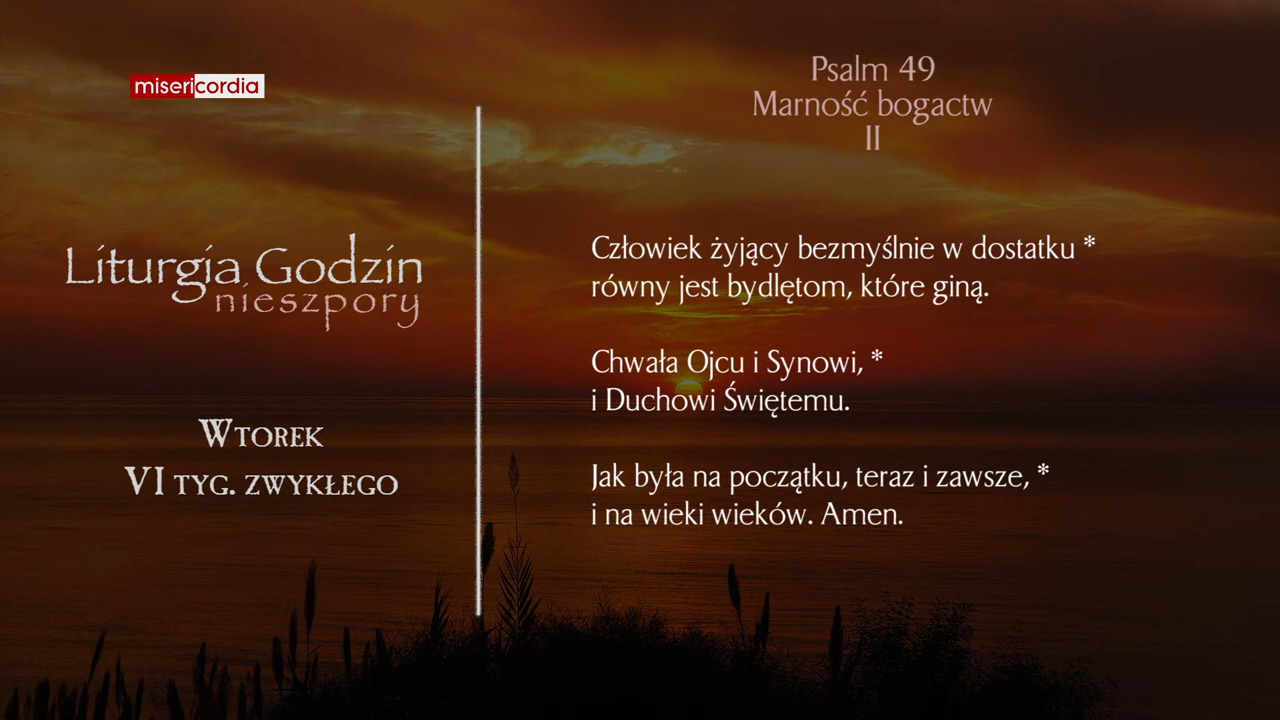 misericordia
Liturgia Godzin
nieszpory
Wtorek
VI tyg. zwykłego
Psalm 49
Marność bogactw
II
Człowiek żyjący bezmyślnie w dostatku *
równy jest bydlętom, które giną.
Chwała Ojcu i Synowi, *
i Duchowi Świętemu.
Jak była na początku, teraz i zawsze, *
i na wieki wieków. Amen.